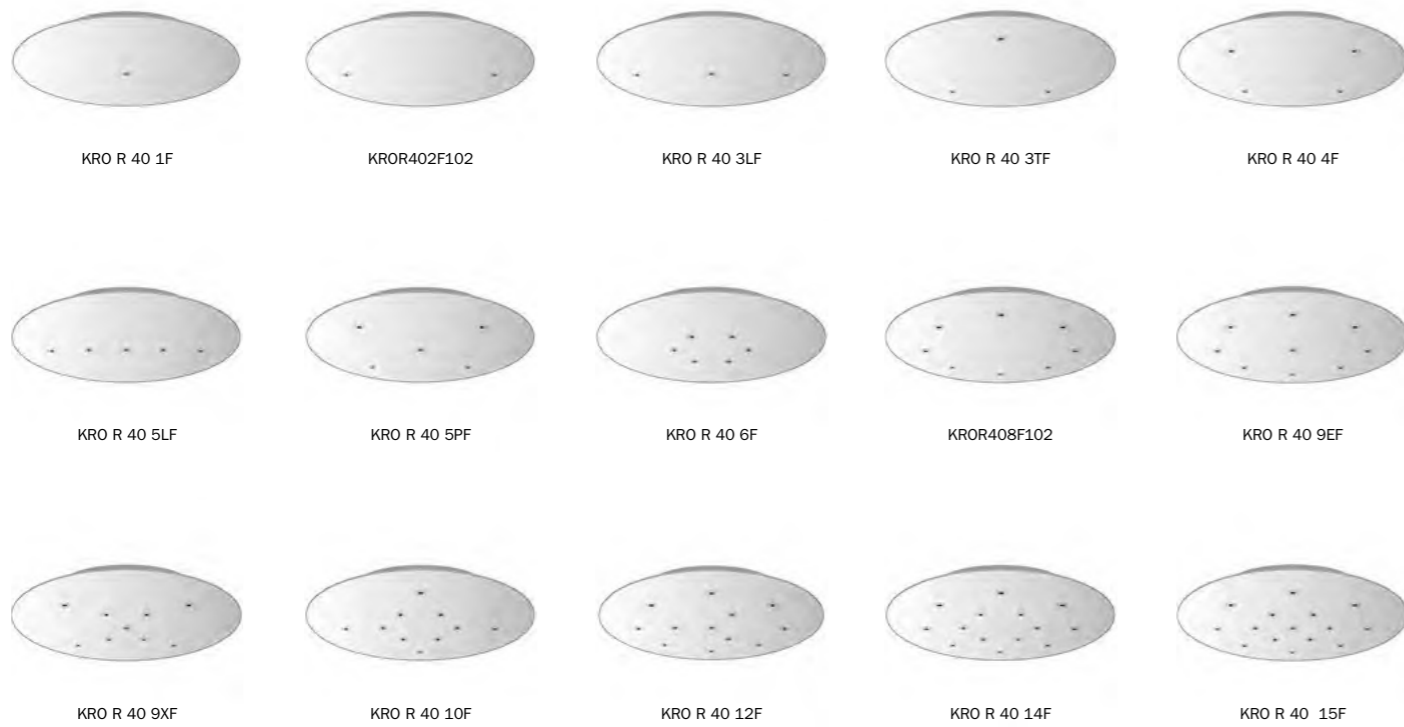 KRO R 40 1F
KROR402F102
KRO R 40 3LF
KRO R 40 3TF
KRO R 40 4F
KRO R 40 5LF
KRO R 40 5PF
KRO R 40 6F
KROR408F102
KRO R 40 9EF
KRO R 40 9XF
KRO R 40 10F
KRO R 40 12F
KRO R 40 14F
KRO R 40  15F